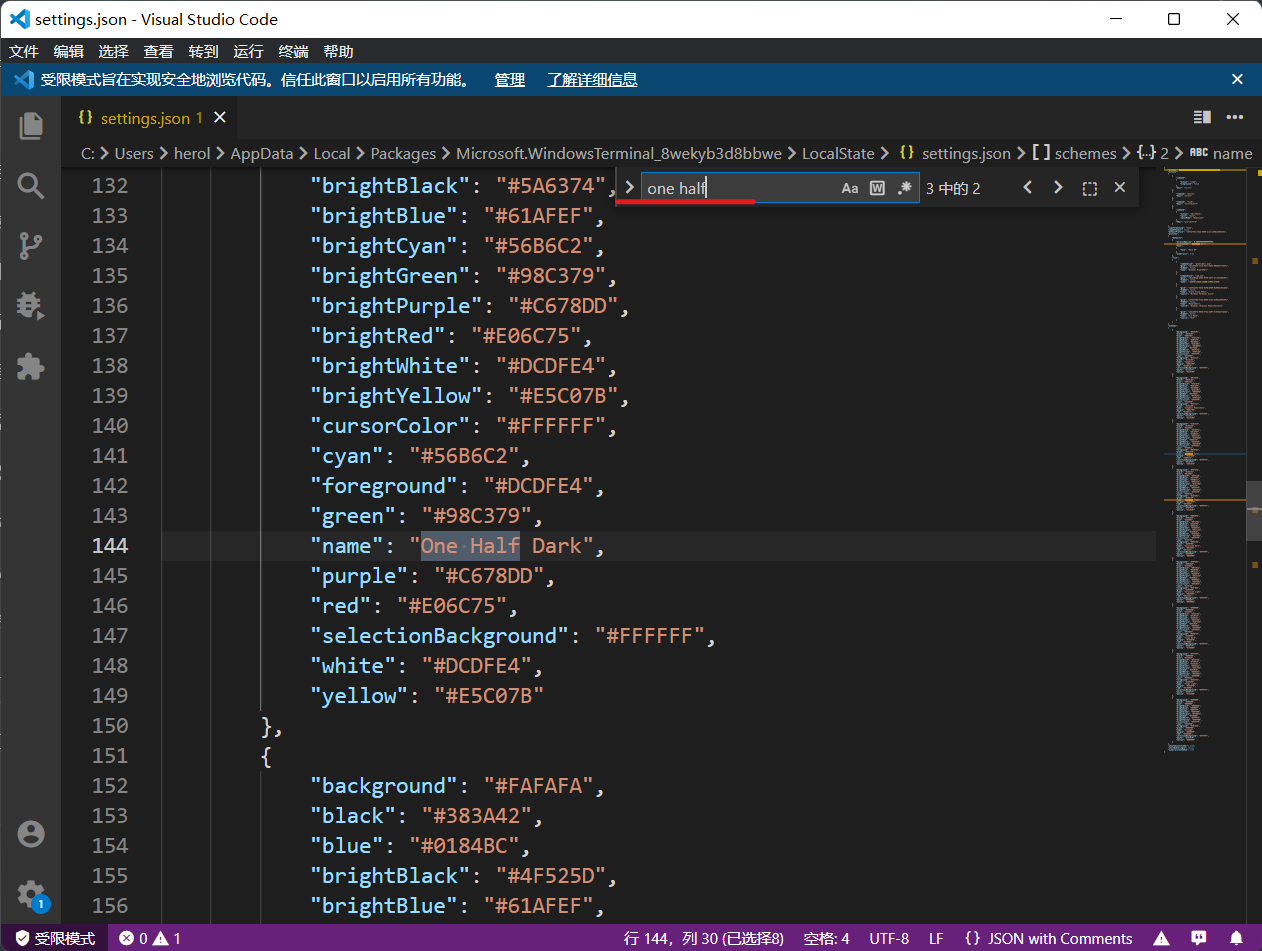 settings.json - Visual Studio Code
文件 编辑 选择 查看 转到 运行 终端 帮助
受限模式旨在实现安全地浏览代码。信任此窗口以启用所有功能。 管理 了解详细信息
{} settings.json 1
C: > Users > herol > AppData > Local > Packages > Microsoft.WindowsTerminal_8wekyb3d8bbwe > LocalState > {} settings.json > [ ] schemes > {..} 2 > ABC name
one half Aa W 3 中的 2
132 "brightBlack": "#5A6374",
133 "brightBlue": "#61AFEF",
134 "brightCyan": "#56B6C2",
135 "brightGreen": "#98C379",
136 "brightPurple": "#C678DD",
137 "brightRed": "#E06C75",
138 "brightWhite": "#DCDFE4",
139 "brightYellow": "#E5C07B",
140 "cursorColor": "#FFFFFF",
141 "cyan": "#56B6C2",
142 "foreground": "#DCDFE4",
143 "green": "#98C379",
144 "name": "One Half Dark",
145 "purple": "#C678DD",
146 "red": "#E06C75",
147 "selectionBackground": "#FFFFFF",
148 "white": "#DCDFE4",
149 "yellow": "#E5C07B"
150 },
151 {
152 "background": "#FAFAFA",
153 "black": "#383A42",
154 "blue": "#0184BC",
155 "brightBlack": "#4F525D",
156 "brightBlue": "#61AFEF",
1
受限模式 0 1 行 144，列 30 (已选择8) 空格: 4 UTF-8 LF {} JSON with Comments